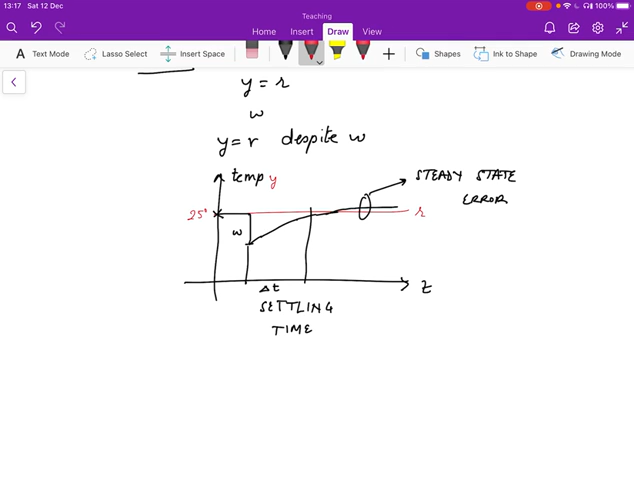 13:17 Sat 12 Dec
100%
Teaching
Home Insert Draw View
A Text Mode Lasso Select Insert Space Shapes Ink to Shape Drawing Mode
y = r
w
y = r despite w
temp y
STEADY STATE
ERROR
25°
r
w
Δt
t
SETTLING
TIME